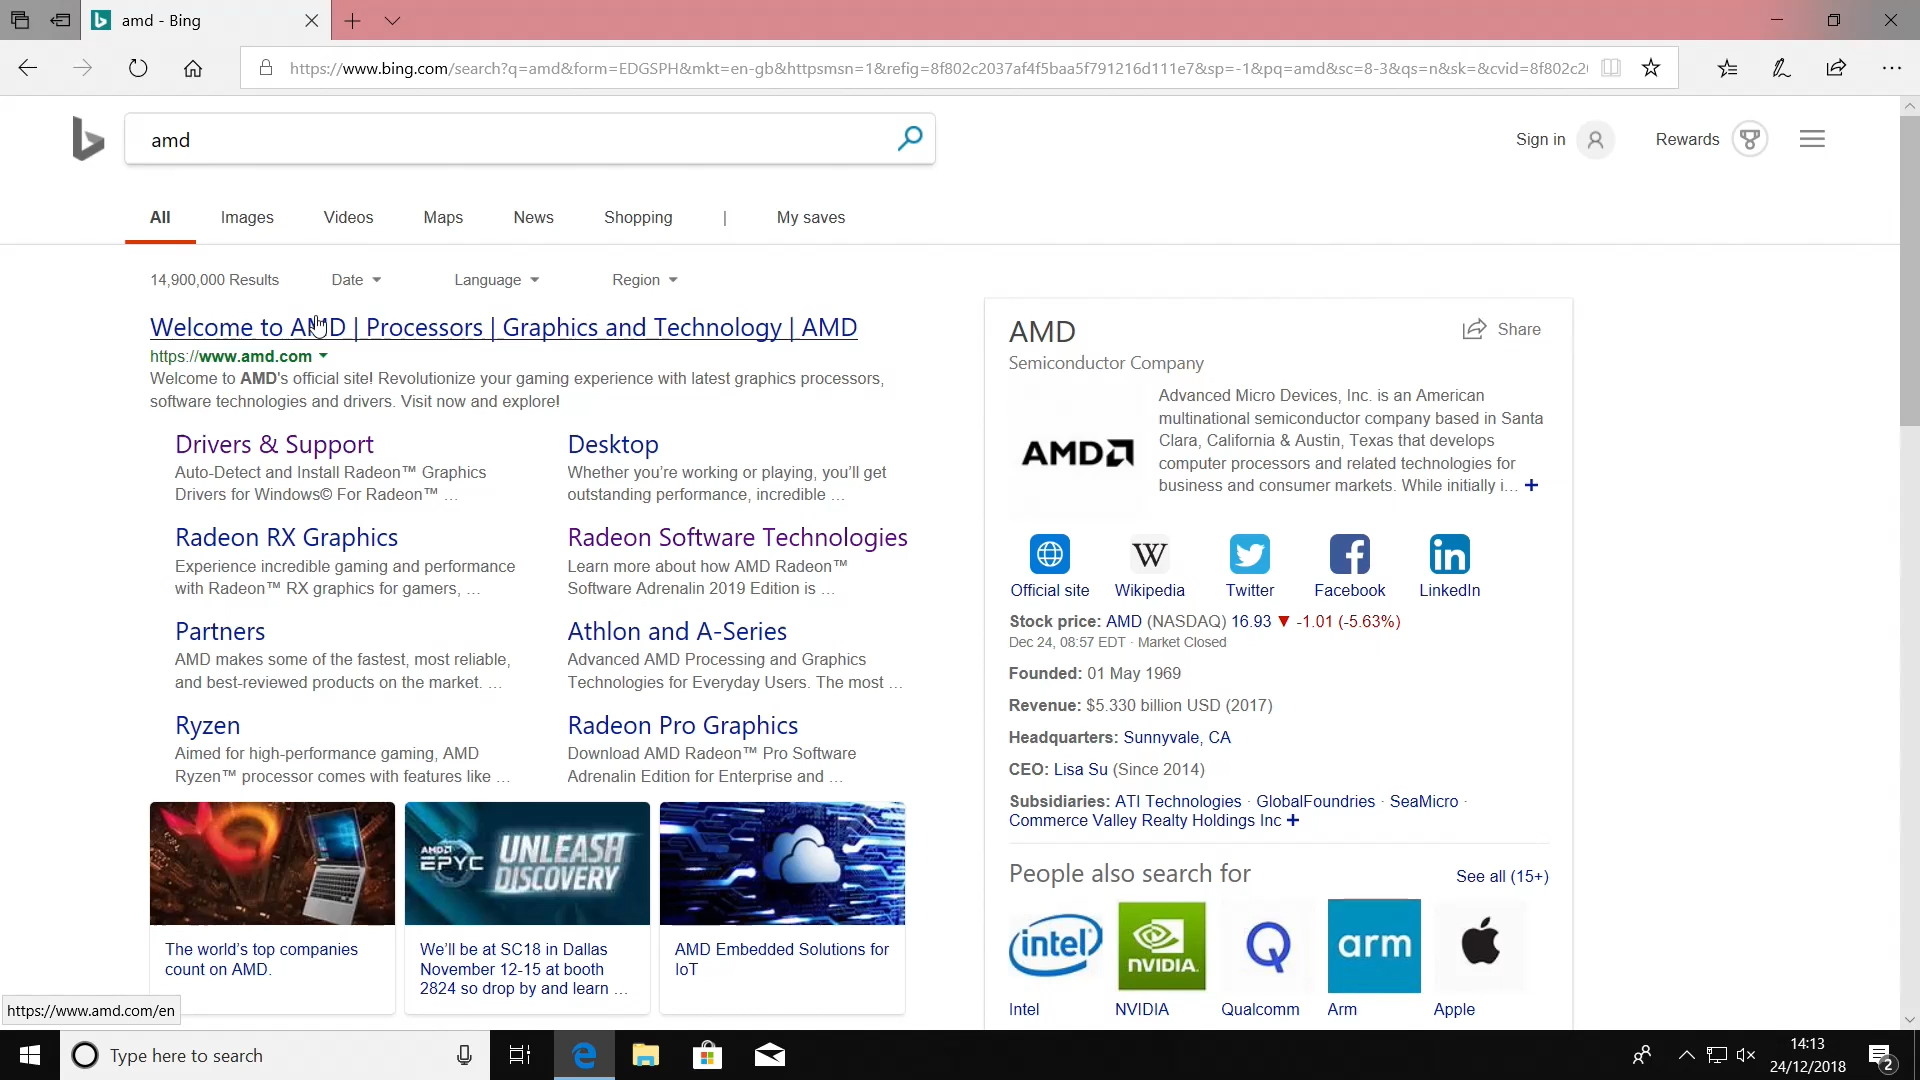 amd - Bing
https://www.bing.com/search?q=amd&form=EDGSPH&mkt=en-gb&httpsmsn=1&refig=8f802c2037af4f5baa5f791216d111e7&sp=-1&pq=amd&sc=8-3&qs=n&sk=&cvid=8f802c2
amd
Sign in
Rewards
All Images Videos Maps News Shopping | My saves
14,900,000 Results Date Language Region
Welcome to AMD | Processors | Graphics and Technology | AMD
https://www.amd.com
Welcome to AMD's official site! Revolutionize your gaming experience with latest graphics processors,
software technologies and drivers. Visit now and explore!
Drivers & Support
Auto-Detect and Install Radeon™ Graphics
Drivers for Windows© For Radeon™ ...
Desktop
Whether you're working or playing, you'll get
outstanding performance, incredible ...
Radeon RX Graphics
Experience incredible gaming and performance
with Radeon™ RX graphics for gamers, ...
Radeon Software Technologies
Learn more about how AMD Radeon™
Software Adrenalin 2019 Edition is ...
Partners
AMD makes some of the fastest, most reliable,
and best-reviewed products on the market. ...
Athlon and A-Series
Advanced AMD Processing and Graphics
Technologies for Everyday Users. The most ...
Ryzen
Aimed for high-performance gaming, AMD
Ryzen™ processor comes with features like ...
Radeon Pro Graphics
Download AMD Radeon™ Pro Software
Adrenalin Edition for Enterprise and ...
AMD
EPYC
UNLEASH
DISCOVERY
The world's top companies
count on AMD.
We'll be at SC18 in Dallas
November 12-15 at booth
2824 so drop by and learn ...
AMD Embedded Solutions for
IoT
AMD
Share
Semiconductor Company
AMD
Advanced Micro Devices, Inc. is an American
multinational semiconductor company based in Santa
Clara, California & Austin, Texas that develops
computer processors and related technologies for
business and consumer markets. While initially i... +
W
in
Official site Wikipedia Twitter Facebook LinkedIn
Stock price: AMD (NASDAQ) 16.93 ▼ -1.01 (-5.63%)
Dec 24, 08:57 EDT · Market Closed
Founded: 01 May 1969
Revenue: $5.330 billion USD (2017)
Headquarters: Sunnyvale, CA
CEO: Lisa Su (Since 2014)
Subsidiaries: ATI Technologies · GlobalFoundries · SeaMicro ·
Commerce Valley Realty Holdings Inc +
People also search for
See all (15+)
intel
NVIDIA.
arm
Intel NVIDIA Qualcomm Arm Apple
https://www.amd.com/en
Type here to search
14:13
24/12/2018
2